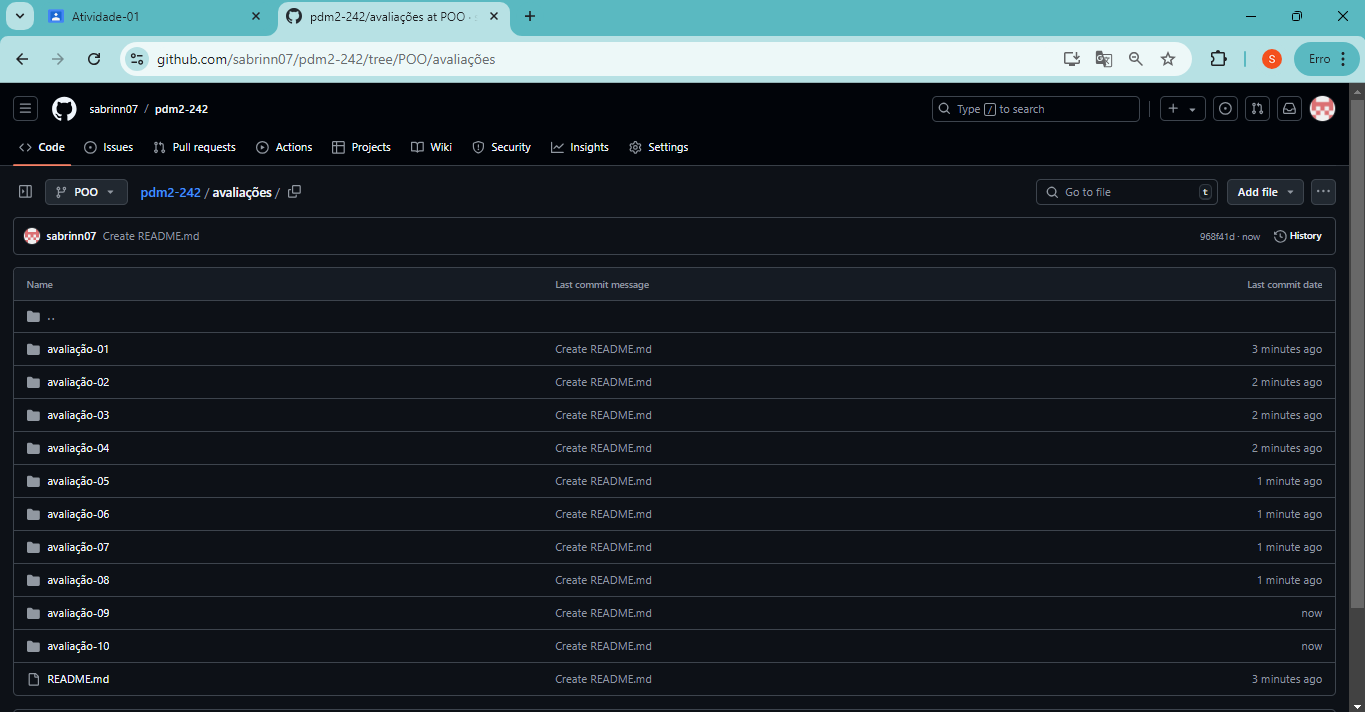 Atividade-01
pdm2-242/avaliações at POO ·
github.com/sabrinn07/pdm2-242/tree/POO/avaliações
S
Erro
sabrinn07 / pdm2-242
Type / to search
Code
Issues
Pull requests
Actions
Projects
Wiki
Security
Insights
Settings
POO
pdm2-242 / avaliações /
Go to file
t
Add file
sabrinn07 Create README.md
968f41d · now
History
Name Last commit message Last commit date
..
avaliação-01 Create README.md 3 minutes ago
avaliação-02 Create README.md 2 minutes ago
avaliação-03 Create README.md 2 minutes ago
avaliação-04 Create README.md 2 minutes ago
avaliação-05 Create README.md 1 minute ago
avaliação-06 Create README.md 1 minute ago
avaliação-07 Create README.md 1 minute ago
avaliação-08 Create README.md 1 minute ago
avaliação-09 Create README.md now
avaliação-10 Create README.md now
README.md Create README.md 3 minutes ago